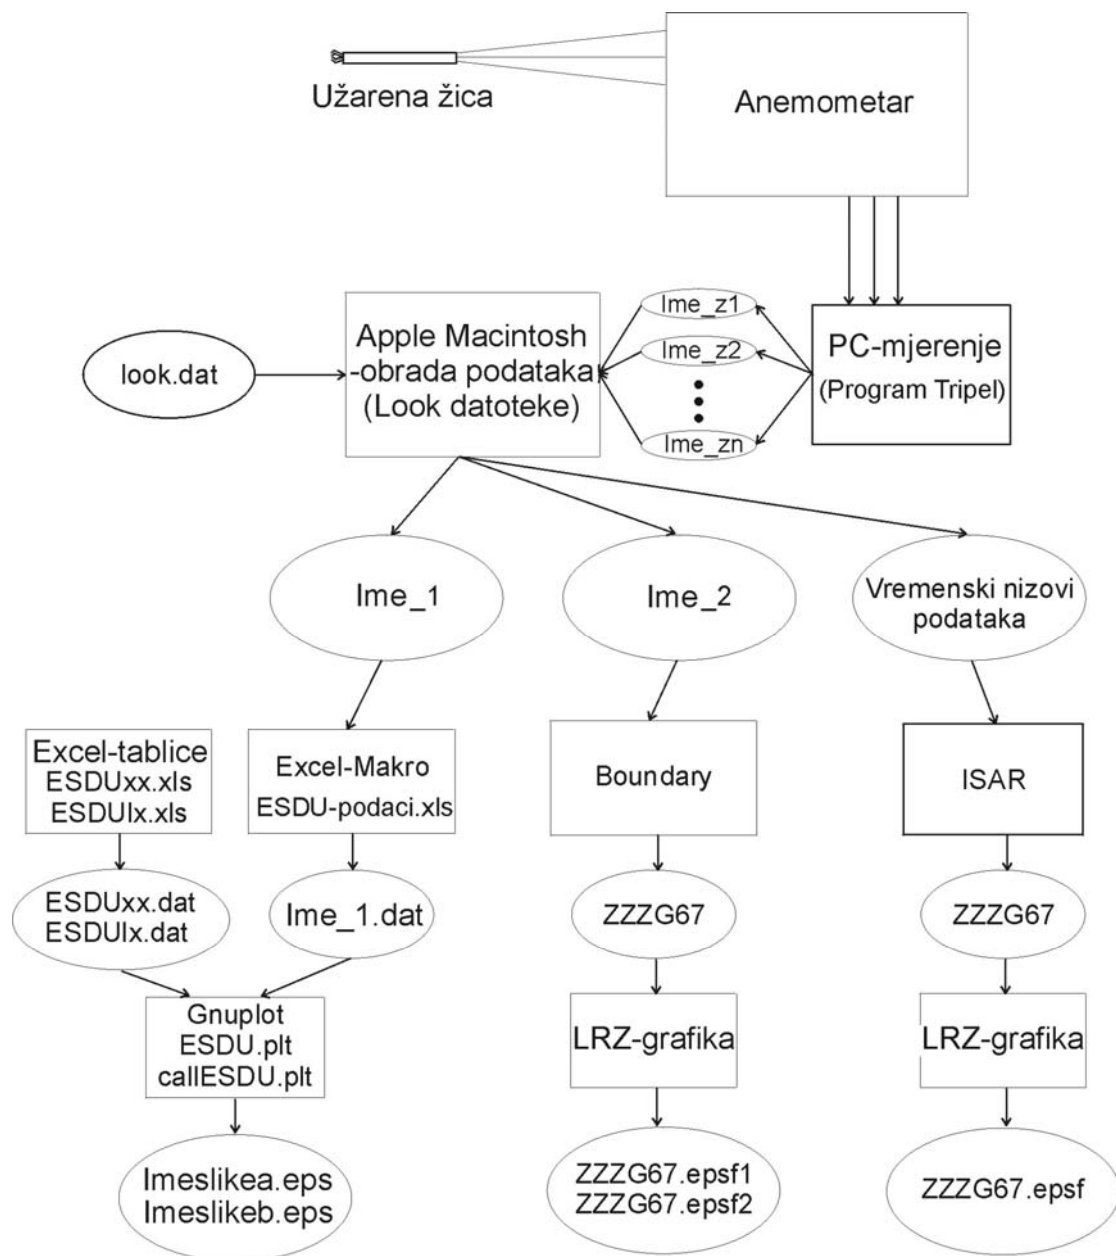 Užarena žica
Anemometar
Ime_z1
Ime_z2
Ime_zn
PC-mjerenje
(Program Tripel)
Apple Macintosh
-obrada podataka
(Look datoteke)
look.dat
Ime_1
Ime_2
Vremenski nizovi
podataka
Excel-tablice
ESDUxx.xls
ESDUIx.xls
Excel-Makro
ESDU-podaci.xls
Boundary
ISAR
ESDUxx.dat
ESDUIx.dat
Ime_1.dat
ZZZG67
ZZZG67
Gnuplot
ESDU.plt
callESDU.plt
LRZ-grafika
LRZ-grafika
Imeslikea.eps
Imeslikeb.eps
ZZZG67.epsf1
ZZZG67.epsf2
ZZZG67.epsf